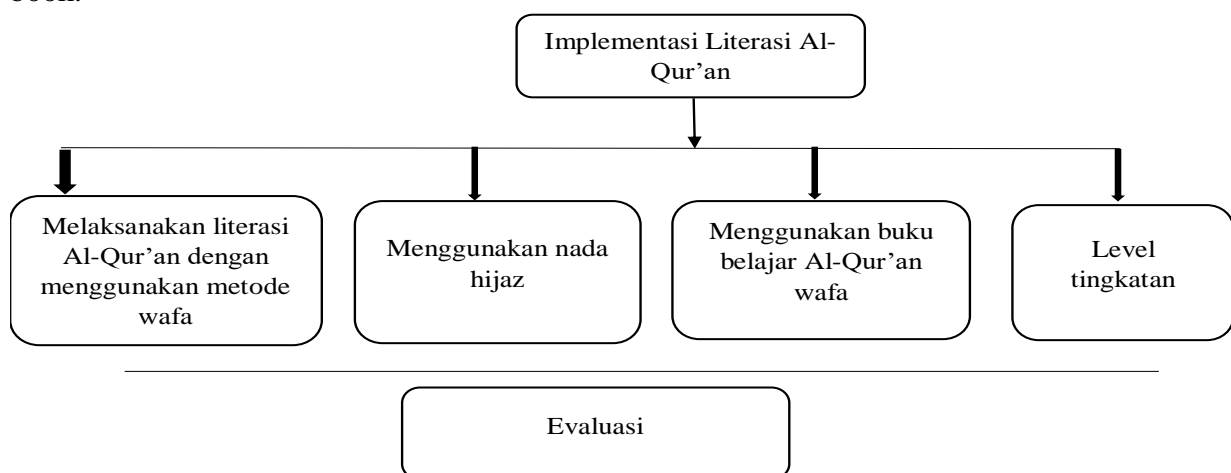 Implementasi Literasi Al-
Qur’an
Melaksanakan literasi
Al-Qur’an dengan
menggunakan metode
wafa
Menggunakan nada
hijaz
Menggunakan buku
belajar Al-Qur’an
wafa
Level
tingkatan
Evaluasi